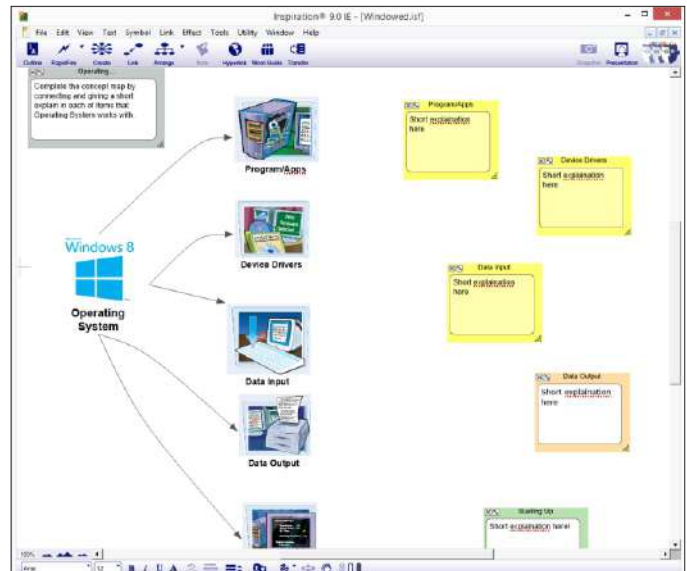 Inspiration® 9.0 IE - [Windowed.isf]
File Edit View Text Symbol Link Effect Tools Utility Window Help
Outline RapidFire Create Link Arrange Note Hyperlink Word Guide Transfer Presentation
Operating...
Complete the concept map by
connecting and giving a short
explain in each of items that
Operating System works with.
Program/Apps
Short explaination
here
Program/Apps
Device Drivers
Short explaination
here
Windows 8
Device Drivers
Data Input
Short explaination
here
Operating
System
Data Input
Data Output
Short explaination
here
Data Output
Starting Up
Short explaination here!
100%
Arial 12 B I U A